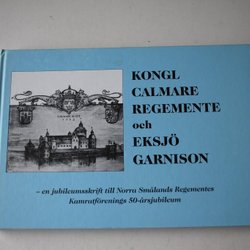 KONGL
CALMARE
REGEMENTE
och
EKSJÖ
GARNISON
– en jubileumsskrift till Norra Smålands Regementes
Kamratförenings 50-årsjubileum